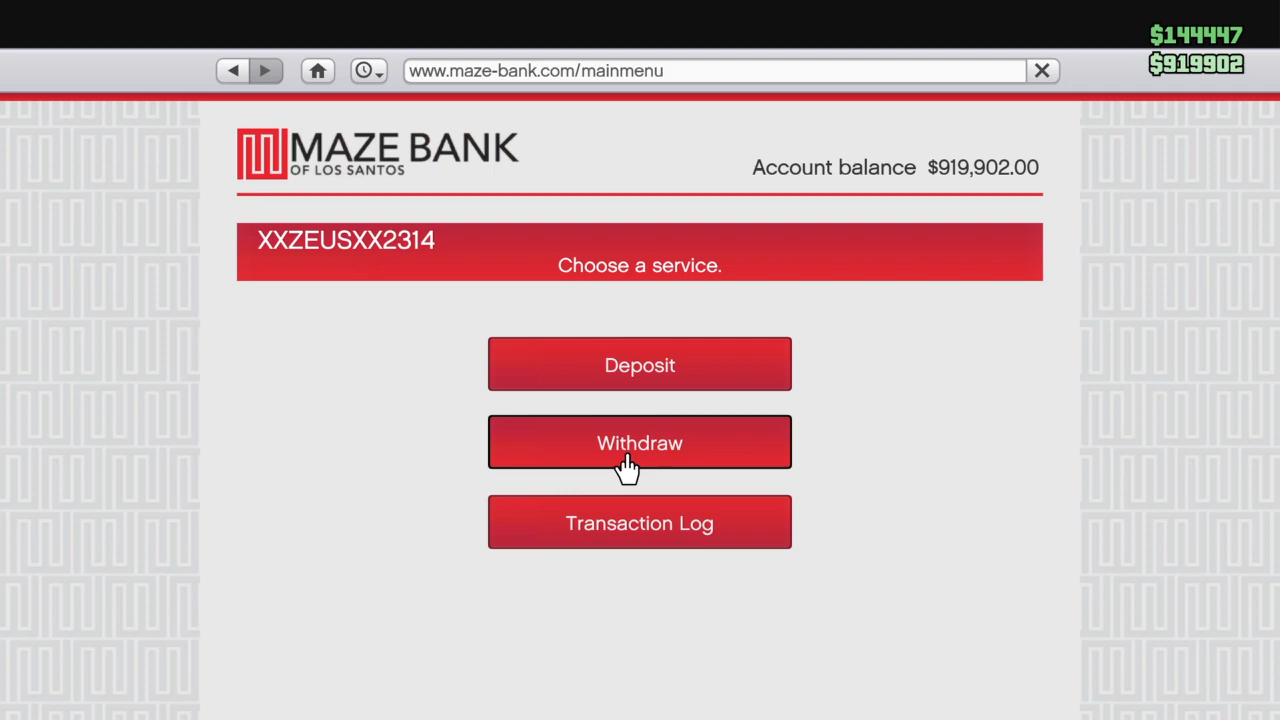 $144447
$919902
www.maze-bank.com/mainmenu
MAZE BANK
OF LOS SANTOS
Account balance $919,902.00
XXZEUSXX2314
Choose a service.
Deposit
Withdraw
Transaction Log